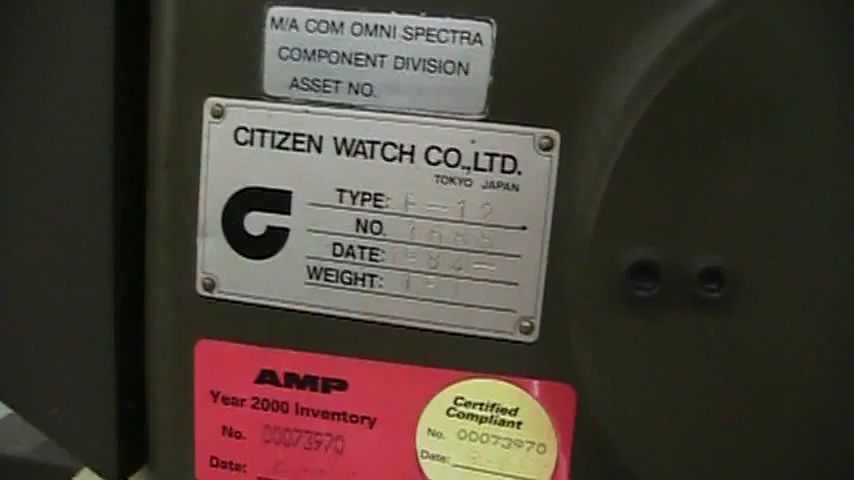 M/A COM OMNI SPECTRA
COMPONENT DIVISION
ASSET NO.
CITIZEN WATCH CO.,LTD.
TOKYO JAPAN
TYPE: F-12
NO.
DATE:
WEIGHT:
AMP
Year 2000 Inventory
No. 00073970
Date:
Certified
Compliant
No. 00073970
Date: